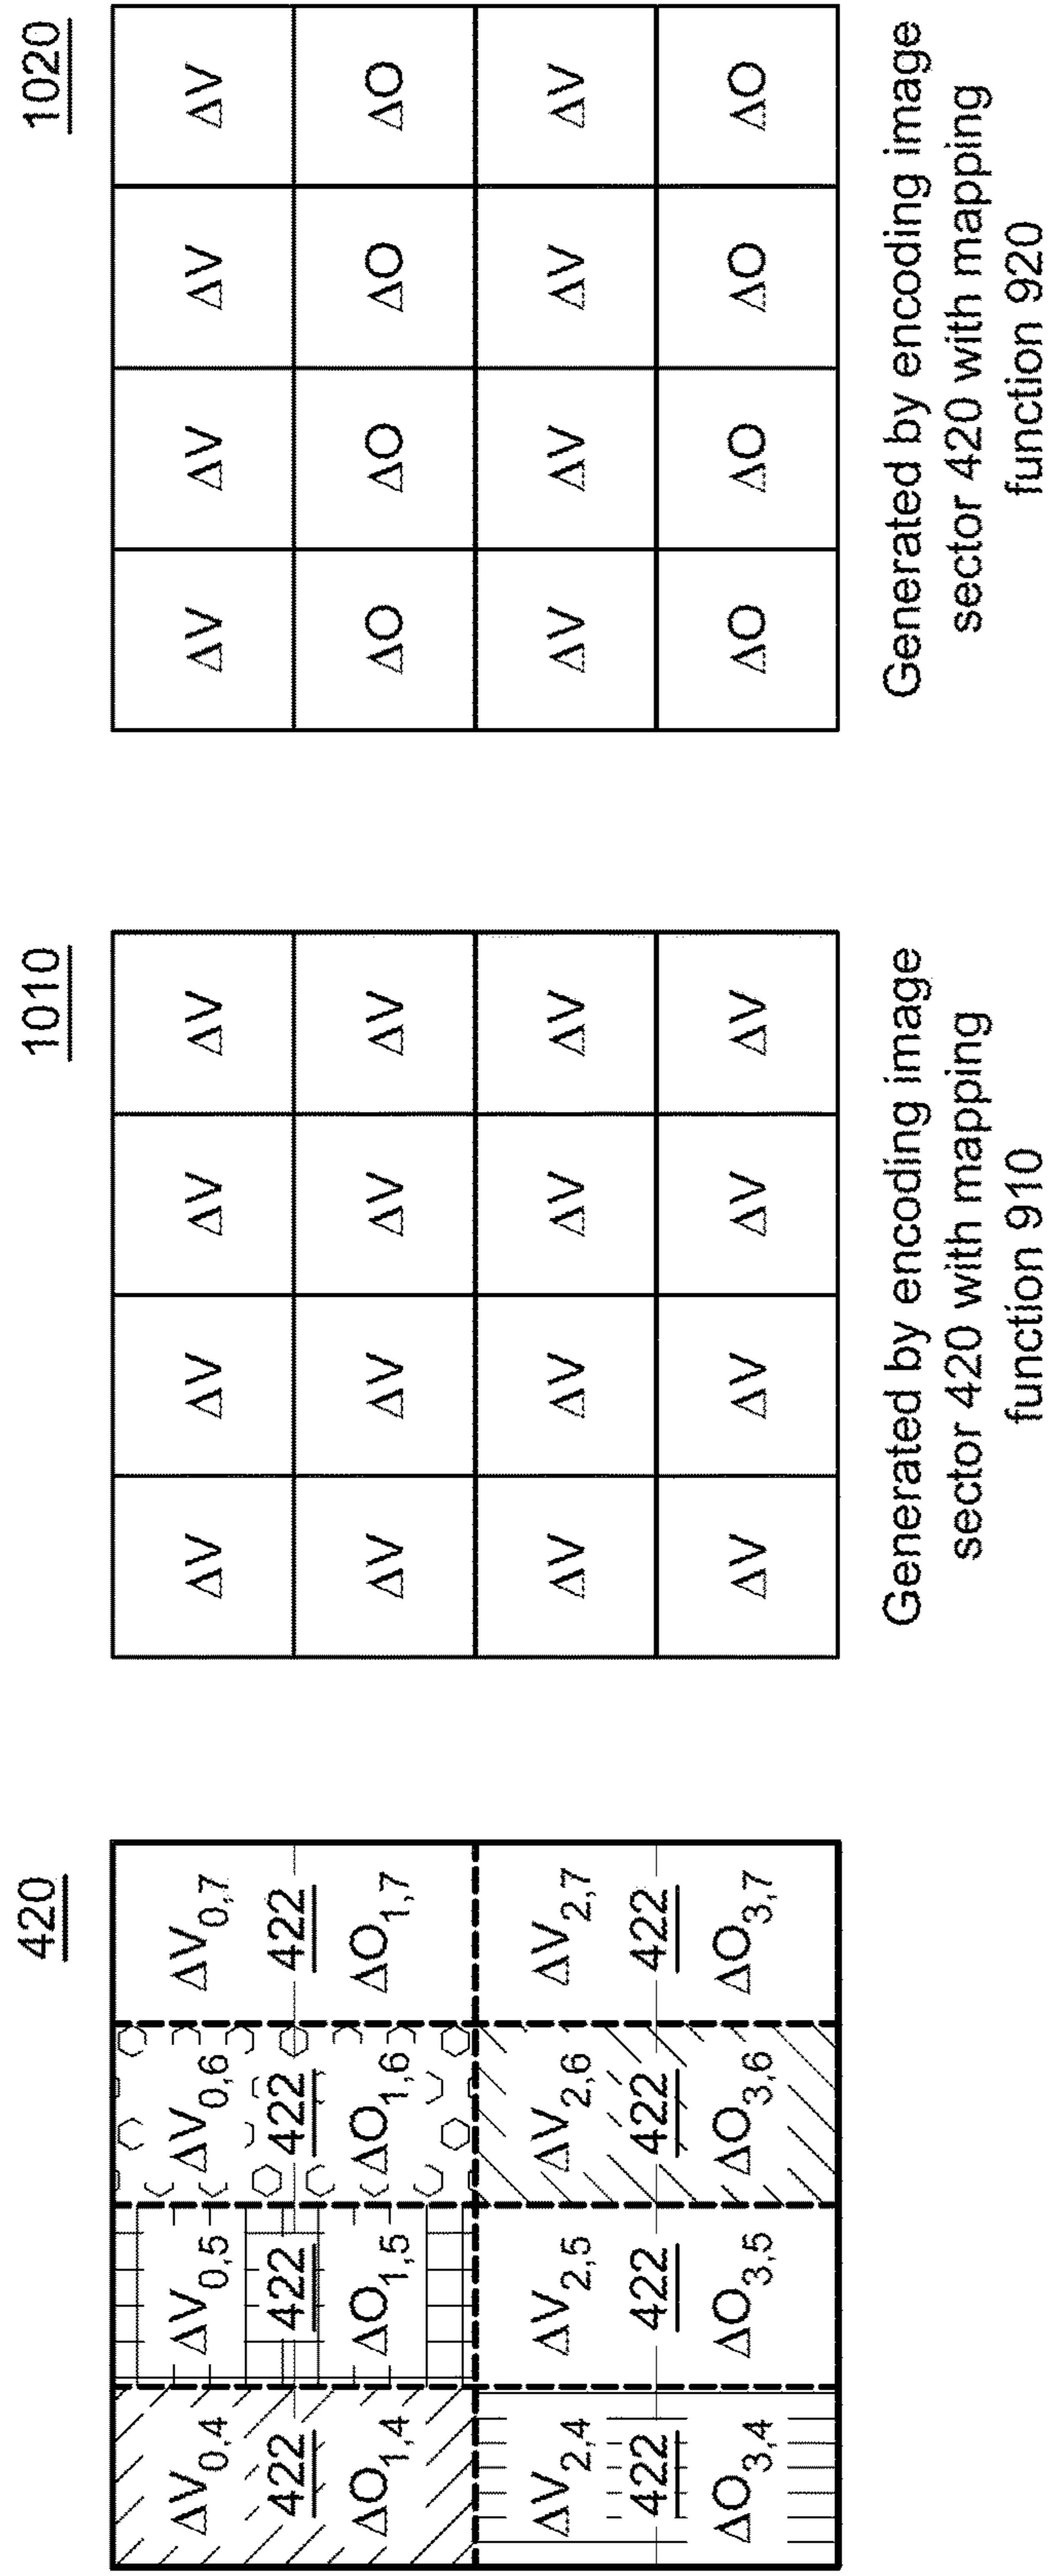 420
ΔV0,4 ΔV0,5 ΔV0,6 ΔV0,7
422 422 422 422
ΔO1,4 ΔO1,5 ΔO1,6 ΔO1,7
ΔV2,4 ΔV2,5 ΔV2,6 ΔV2,7
422 422 422 422
ΔO3,4 ΔO3,5 ΔO3,6 ΔO3,7
1010
ΔV ΔV ΔV ΔV
ΔV ΔV ΔV ΔV
ΔV ΔV ΔV ΔV
ΔV ΔV ΔV ΔV
Generated by encoding image
sector 420 with mapping
function 910
1020
ΔV ΔV ΔV ΔV
ΔO ΔO ΔO ΔO
ΔV ΔV ΔV ΔV
ΔO ΔO ΔO ΔO
Generated by encoding image
sector 420 with mapping
function 920